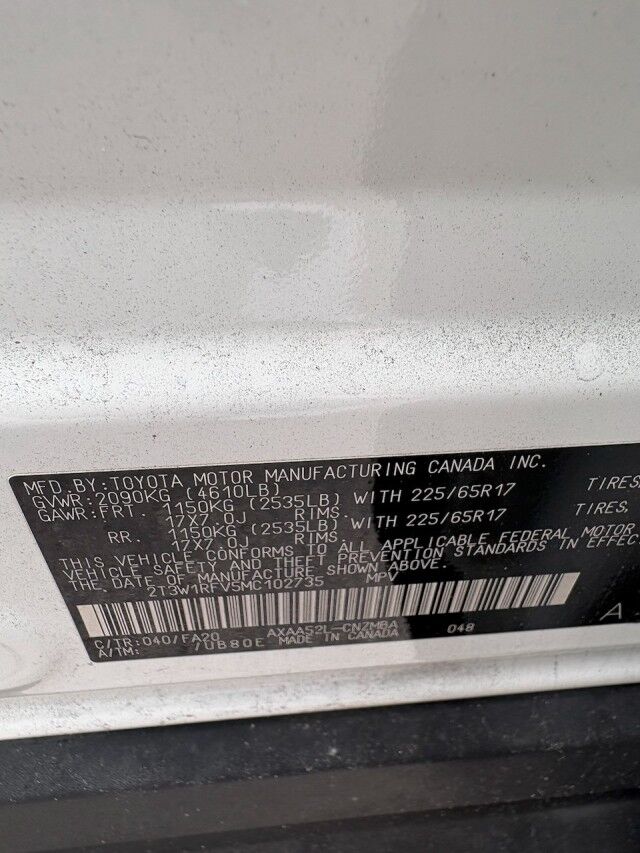 MFD.BY:TOYOTA MOTOR MANUFACTURING CANADA INC.
GVWR:2090KG (4610LB)
GAWR:FRT. 1150KG (2535LB) WITH 225/65R17 TIRES,
17X7.0J RIMS.
RR. 1150KG (2535LB) WITH 225/65R17 TIRES,
17X7.0J RIMS.
THIS VEHICLE CONFORMS TO ALL APPLICABLE FEDERAL MOTOR
VEHICLE SAFETY AND THEFT PREVENTION STANDARDS IN EFFECT
ON THE DATE OF MANUFACTURE SHOWN ABOVE.
2T3W1RFV5MC102735 MPV
C/TR:040/FA20 AXAA52L-CNZMBA 048 A
A/TM: /UB80E MADE IN CANADA